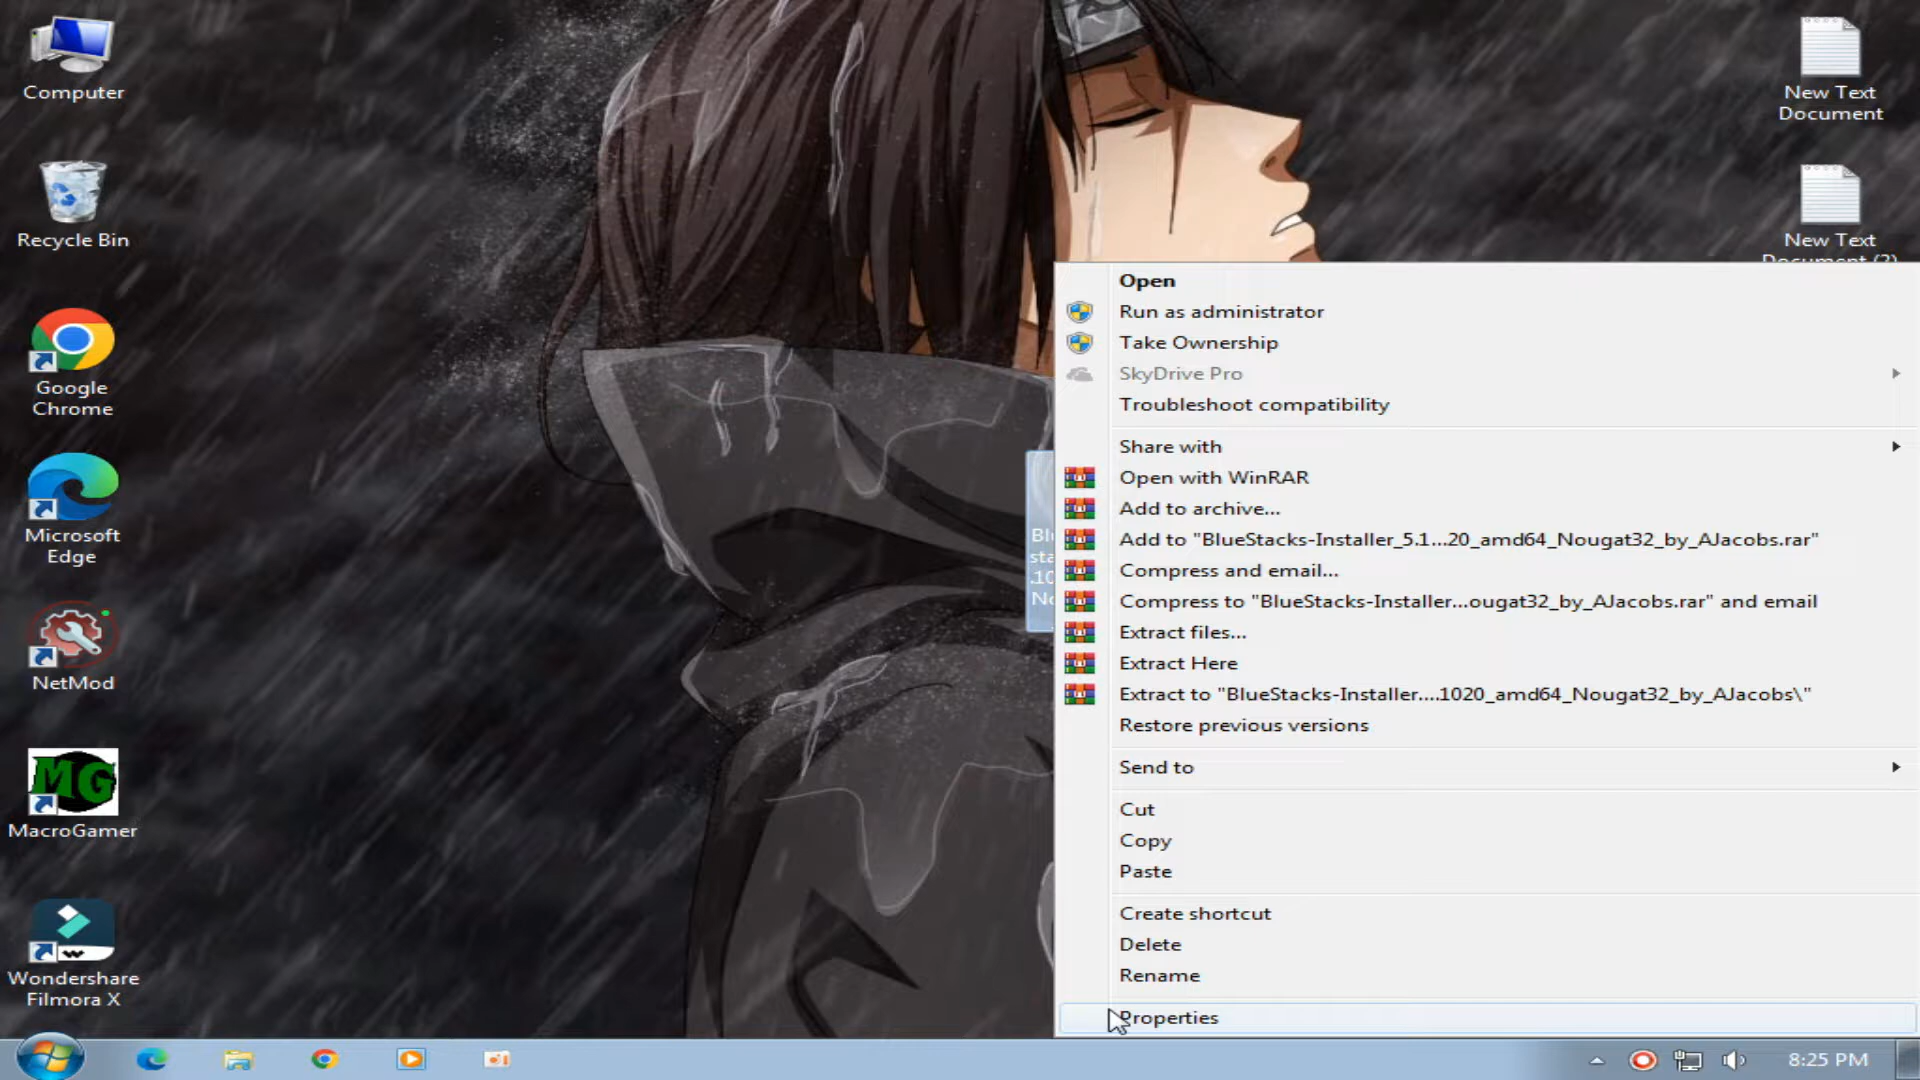 Computer
Recycle Bin
Google
Chrome
Microsoft
Edge
NetMod
MG
MacroGamer
Wondershare
Filmora X
New Text
Document
New Text
Document (2)
Open
Run as administrator
Take Ownership
SkyDrive Pro
Troubleshoot compatibility
Share with
Open with WinRAR
Add to archive...
Add to "BlueStacks-Installer_5.1...20_amd64_Nougat32_by_AJacobs.rar"
Compress and email...
Compress to "BlueStacks-Installer...ougat32_by_AJacobs.rar" and email
Extract files...
Extract Here
Extract to "BlueStacks-Installer....1020_amd64_Nougat32_by_AJacobs\"
Restore previous versions
Send to
Cut
Copy
Paste
Create shortcut
Delete
Rename
Properties
8:25 PM